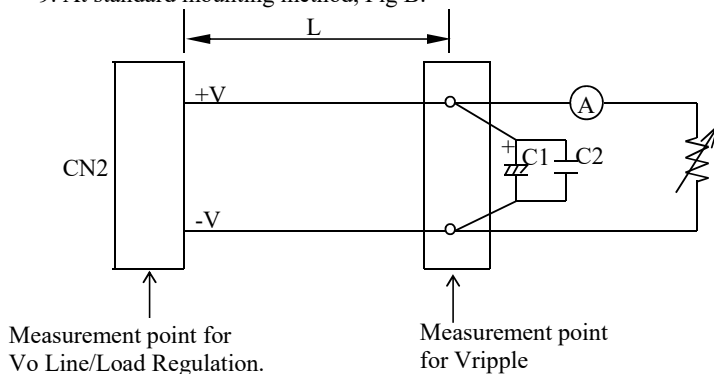 9. At standard mounting method, Fig B.
L
+V
A
+
C1
C2
CN2
-V
Measurement point for
Vo Line/Load Regulation.
Measurement point
for Vripple